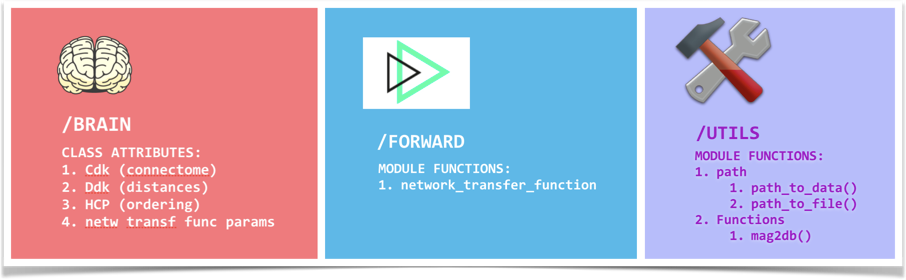 /BRAIN
CLASS ATTRIBUTES:
1. Cdk (connectome)
2. Ddk (distances)
3. HCP (ordering)
4. netw transf func params
/FORWARD
MODULE FUNCTIONS:
1. network_transfer_function
/UTILS
MODULE FUNCTIONS:
1. path
1. path_to_data()
2. path_to_file()
2. Functions
1. mag2db()